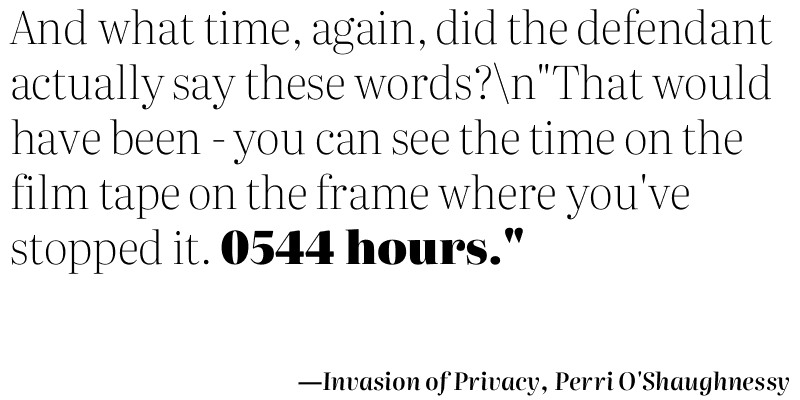 And what time, again, did the defendant
actually say these words?\n"That would
have been - you can see the time on the
film tape on the frame where you've
stopped it. 0544 hours."
—Invasion of Privacy, Perri O'Shaughnessy